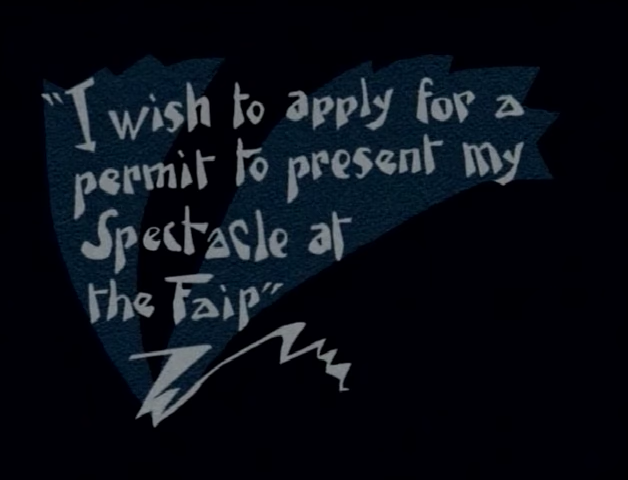 "I wish to apply for a
permit to present my
Spectacle at
the Fair"